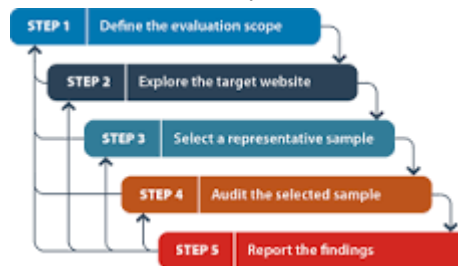 STEP 1 Define the evaluation scope
STEP 2 Explore the target website
STEP 3 Select a representative sample
STEP 4 Audit the selected sample
STEP 5 Report the findings